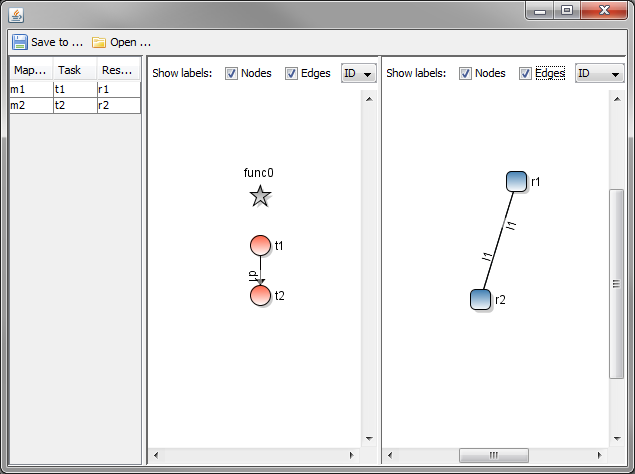 Save to ... Open ...
Map... Task Res...
m1 t1 r1
m2 t2 r2
Show labels: Nodes Edges ID
func0
t1
d1
t2
Show labels: Nodes Edges ID
r1
l1
l1
r2